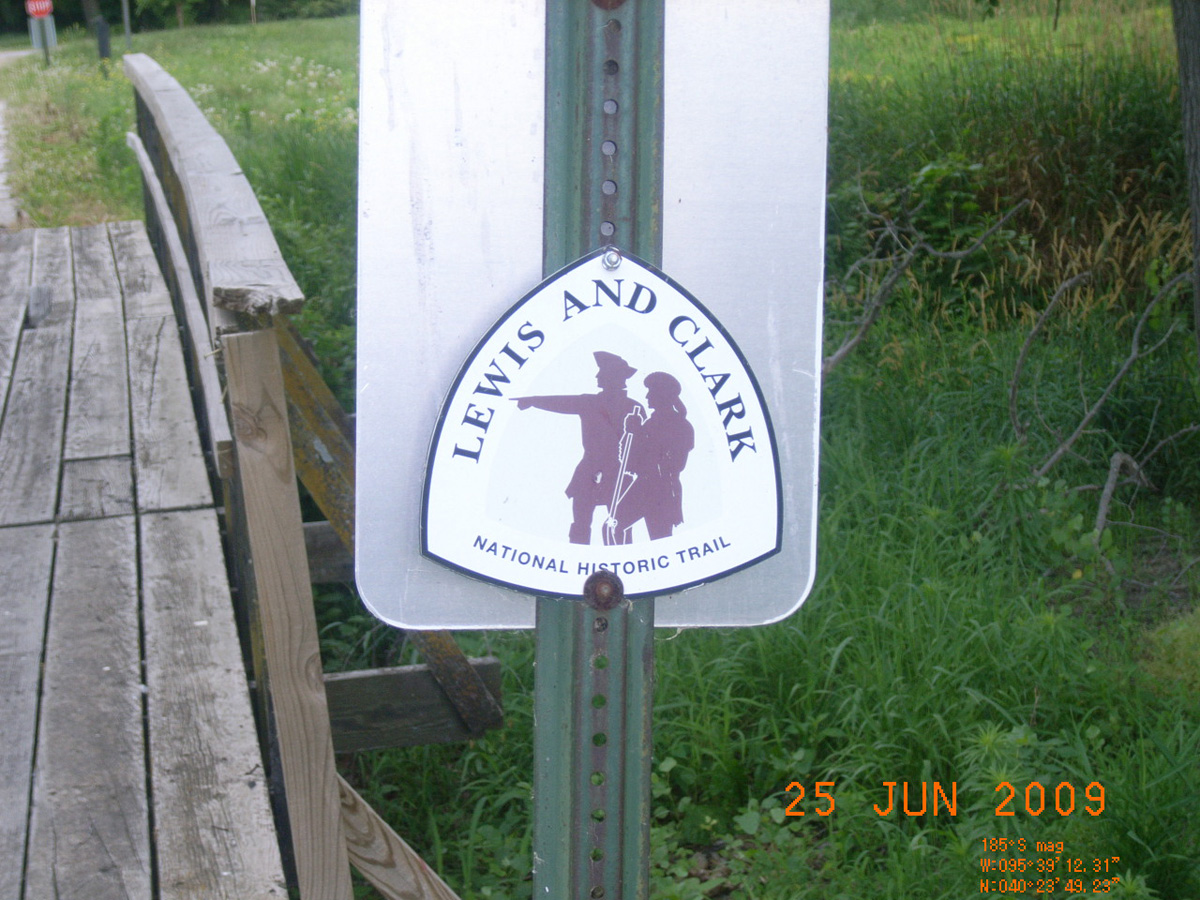 STOP
LEWIS AND CLARK
NATIONAL HISTORIC TRAIL
25 JUN 2009
185°S mag
W:095°39'12.31"
N:040°23'49.23"